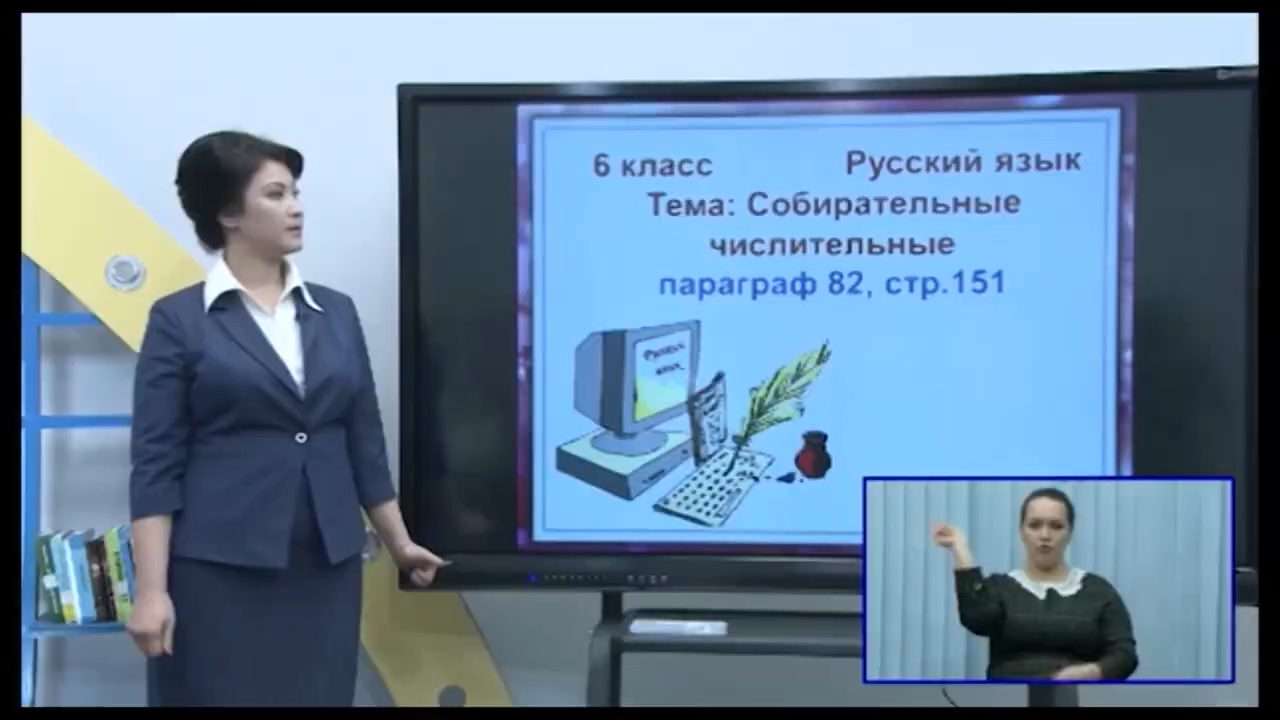 6 класс Русский язык
Тема: Собирательные
числительные
параграф 82, стр.151